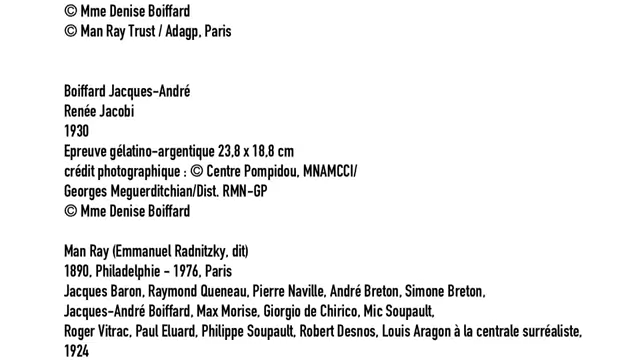 © Mme Denise Boiffard
© Man Ray Trust / Adagp, Paris
Boiffard Jacques-André
Renée Jacobi
1930
Epreuve gélatino-argentique 23,8 x 18,8 cm
crédit photographique : © Centre Pompidou, MNAMCCI/
Georges Meguerditchian/Dist. RMN-GP
© Mme Denise Boiffard
Man Ray (Emmanuel Radnitzky, dit)
1890, Philadelphie - 1976, Paris
Jacques Baron, Raymond Queneau, Pierre Naville, André Breton, Simone Breton,
Jacques-André Boiffard, Max Morise, Giorgio de Chirico, Mic Soupault,
Roger Vitrac, Paul Eluard, Philippe Soupault, Robert Desnos, Louis Aragon à la centrale surréaliste,
1924